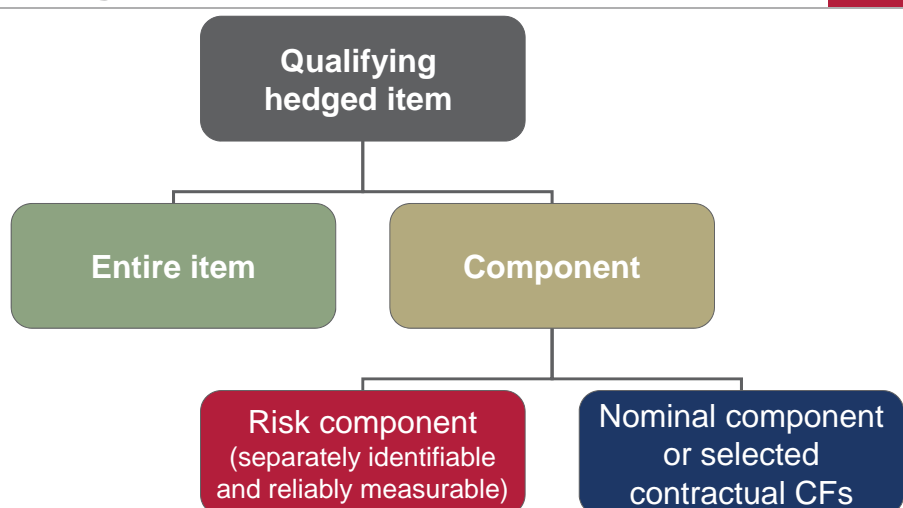 Qualifying
hedged item
Entire item
Component
Risk component
(separately identifiable
and reliably measurable)
Nominal component
or selected
contractual CFs